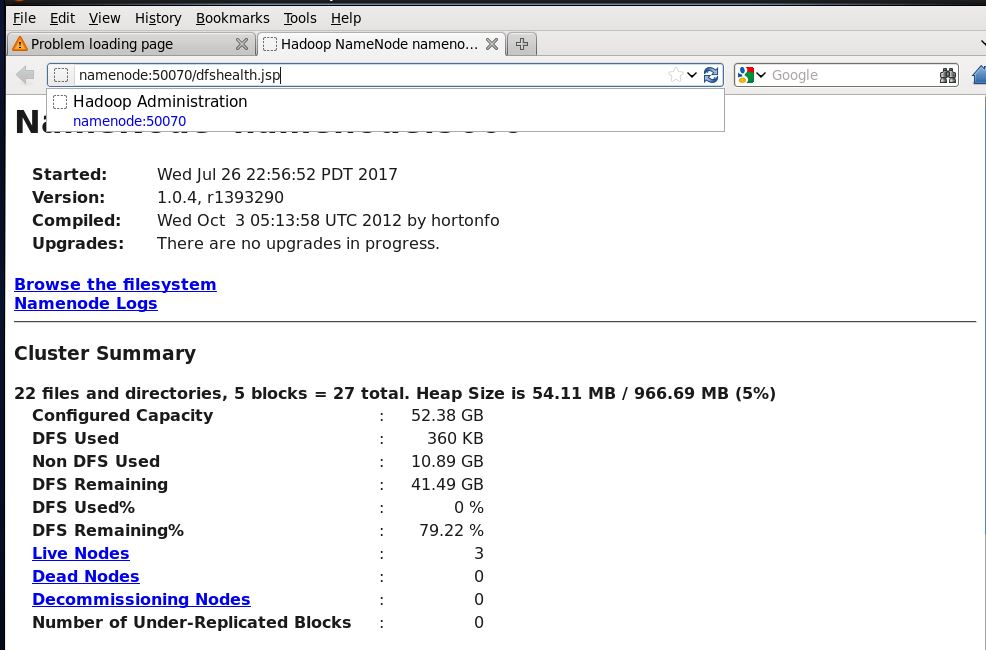 File Edit View History Bookmarks Tools Help
Problem loading page
Hadoop NameNode nameno...
namenode:50070/dfshealth.jsp
Google
Hadoop Administration
namenode:50070
Started: Wed Jul 26 22:56:52 PDT 2017
Version: 1.0.4, r1393290
Compiled: Wed Oct 3 05:13:58 UTC 2012 by hortonfo
Upgrades: There are no upgrades in progress.
Browse the filesystem
Namenode Logs
Cluster Summary
22 files and directories, 5 blocks = 27 total. Heap Size is 54.11 MB / 966.69 MB (5%)
Configured Capacity : 52.38 GB
DFS Used : 360 KB
Non DFS Used : 10.89 GB
DFS Remaining : 41.49 GB
DFS Used% : 0 %
DFS Remaining% : 79.22 %
Live Nodes : 3
Dead Nodes : 0
Decommissioning Nodes : 0
Number of Under-Replicated Blocks : 0